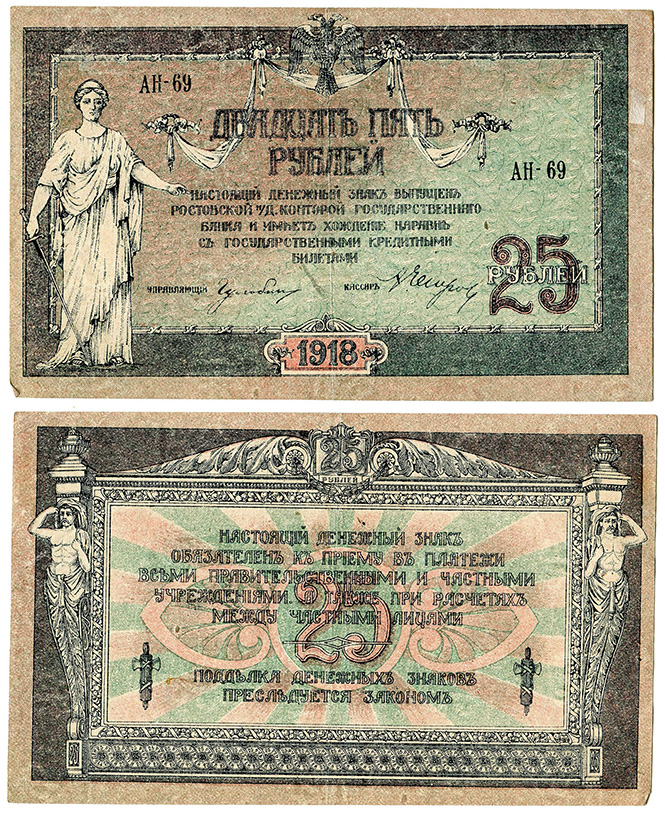 АН-69
ДВАДЦАТЬ ПЯТЬ
РУБЛЕЙ
АН-69
НАСТОЯЩІЙ ДЕНЕЖНЫЙ ЗНАКЪ ВЫПУЩЕНЪ
РОСТОВСКОЙ н/Д. КОНТОРОЙ ГОСУДАРСТВЕННАГО
БАНКА И ИМѢЕТЪ ХОЖДЕНІЕ НАРАВНѢ
СЪ ГОСУДАРСТВЕННЫМИ КРЕДИТНЫМИ
БИЛЕТАМИ
25
РУБЛЕЙ
УПРАВЛЯЮЩІЙ
КАССИРЪ
1918
25
РУБЛЕЙ
НАСТОЯЩІЙ ДЕНЕЖНЫЙ ЗНАКЪ
ОБЯЗАТЕЛЕНЪ КЪ ПРІЕМУ ВЪ ПЛАТЕЖИ
ВСѢМИ ПРАВИТЕЛЬСТВЕННЫМИ И ЧАСТНЫМИ
УЧРЕЖДЕНІЯМИ, А ТАКЖЕ ПРИ РАСЧЕТАХЪ
МЕЖДУ ЧАСТНЫМИ ЛИЦАМИ
25
ПОДДѢЛКА ДЕНЕЖНЫХЪ ЗНАКОВЪ
ПРЕСЛѢДУЕТСЯ ЗАКОНОМЪ